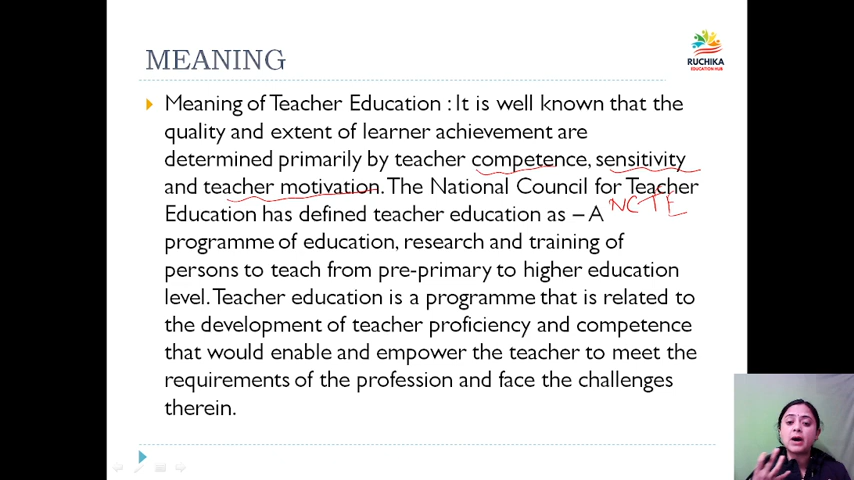 MEANING
RUCHIKA
EDUCATION HUB
Meaning of Teacher Education : It is well known that the
quality and extent of learner achievement are
determined primarily by teacher competence, sensitivity
and teacher motivation. The National Council for Teacher
NCTE
Education has defined teacher education as – A
programme of education, research and training of
persons to teach from pre-primary to higher education
level. Teacher education is a programme that is related to
the development of teacher proficiency and competence
that would enable and empower the teacher to meet the
requirements of the profession and face the challenges
therein.